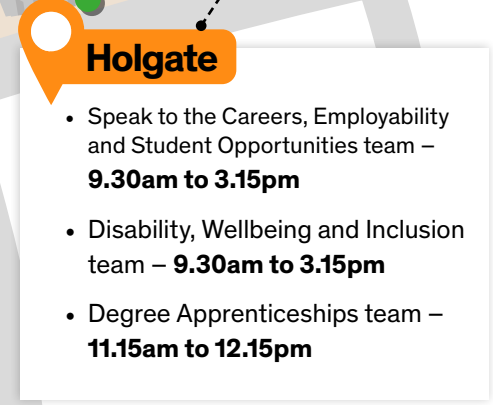 Holgate
• Speak to the Careers, Employability
and Student Opportunities team –
9.30am to 3.15pm
• Disability, Wellbeing and Inclusion
team – 9.30am to 3.15pm
• Degree Apprenticeships team –
11.15am to 12.15pm